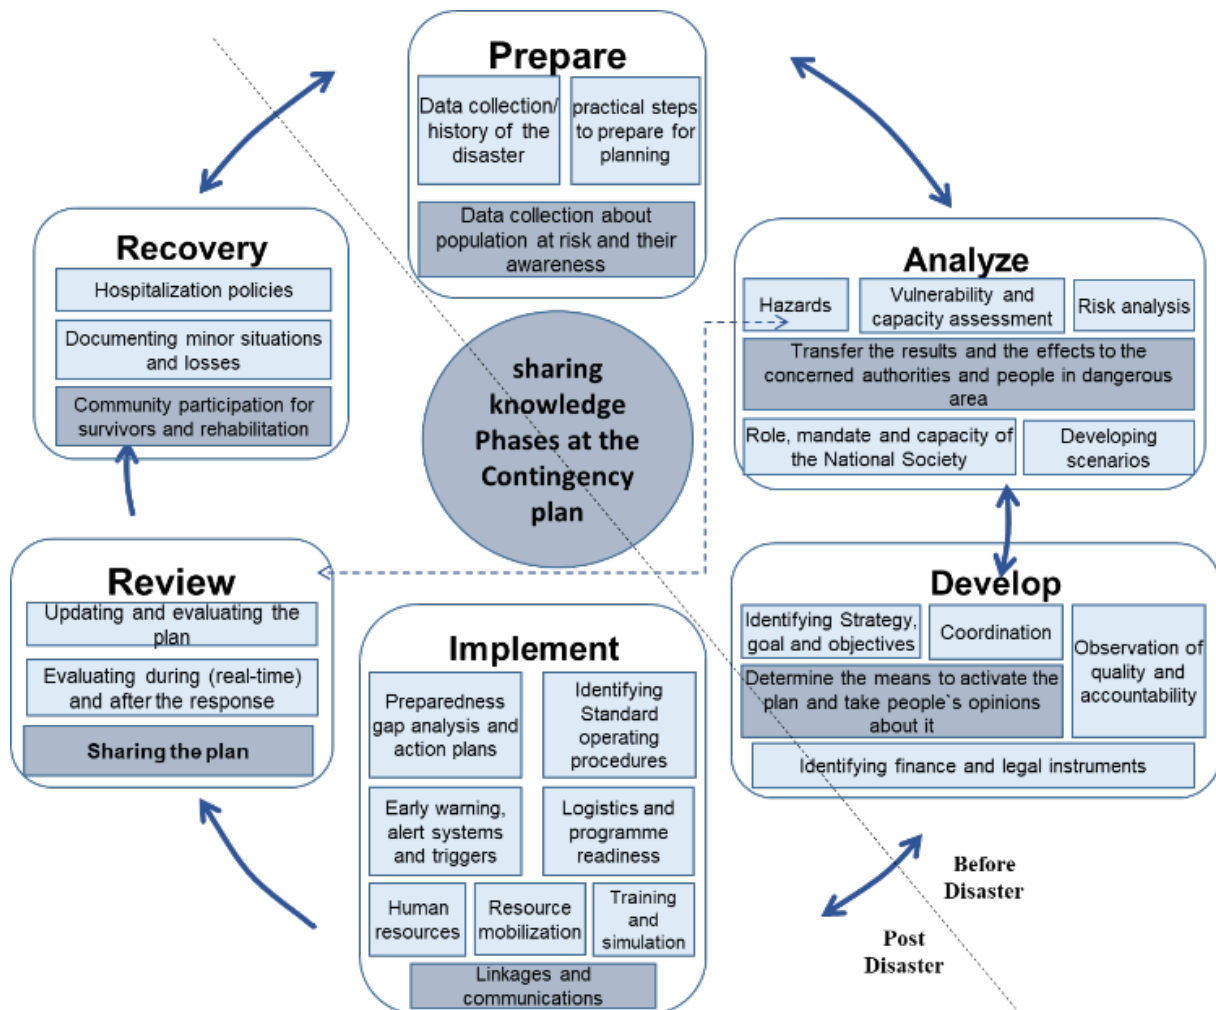 Prepare
Data collection/
history of the
disaster
practical steps
to prepare for
planning
Data collection about
population at risk and their
awareness
Recovery
Hospitalization policies
Documenting minor situations
and losses
Community participation for
survivors and rehabilitation
Analyze
Hazards
Vulnerability and
capacity assessment
Risk analysis
Transfer the results and the effects to the
concerned authorities and people in dangerous
area
Role, mandate and capacity of
the National Society
Developing
scenarios
sharing
knowledge
Phases at the
Contingency
plan
Review
Updating and evaluating the
plan
Evaluating during (real-time)
and after the response
Sharing the plan
Implement
Preparedness
gap analysis and
action plans
Identifying
Standard
operating
procedures
Early warning,
alert systems
and triggers
Logistics and
programme
readiness
Human
resources
Resource
mobilization
Training
and
simulation
Linkages and
communications
Develop
Identifying Strategy,
goal and objectives
Coordination
Observation of
quality and
accountability
Determine the means to activate the
plan and take people`s opinions
about it
Identifying finance and legal instruments
Before
Disaster
Post
Disaster